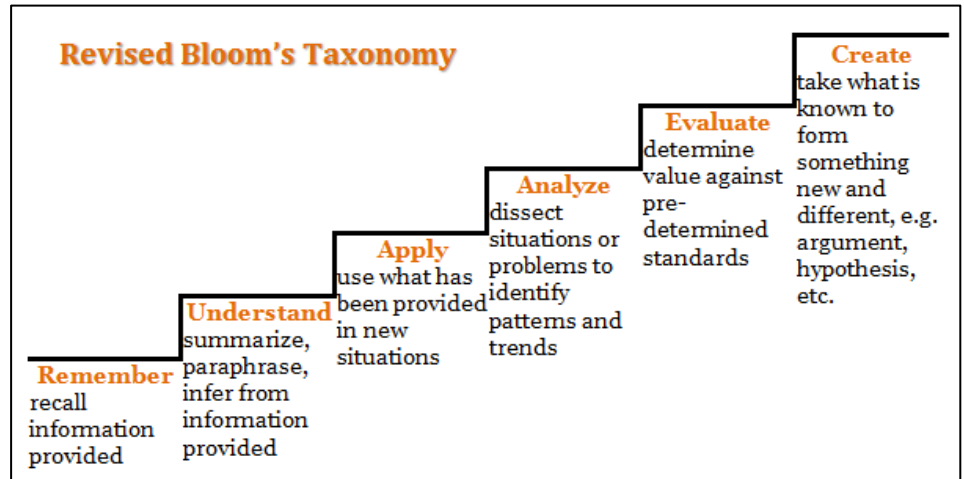 Revised Bloom's Taxonomy
Remember
recall
information
provided
Understand
summarize,
paraphrase,
infer from
information
provided
Apply
use what has
been provided
in new
situations
Analyze
dissect
situations or
problems to
identify
patterns and
trends
Evaluate
determine
value against
pre-
determined
standards
Create
take what is
known to
form
something
new and
different, e.g.
argument,
hypothesis,
etc.